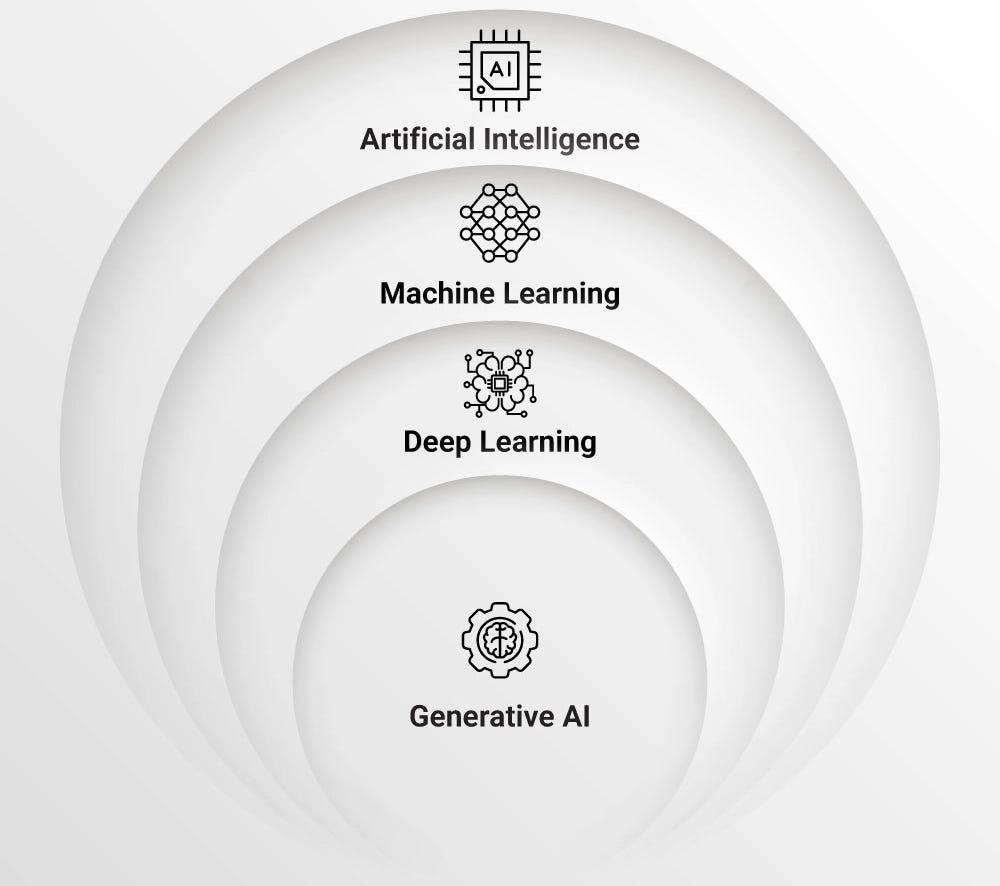 AI
Artificial Intelligence
Machine Learning
Deep Learning
Generative AI